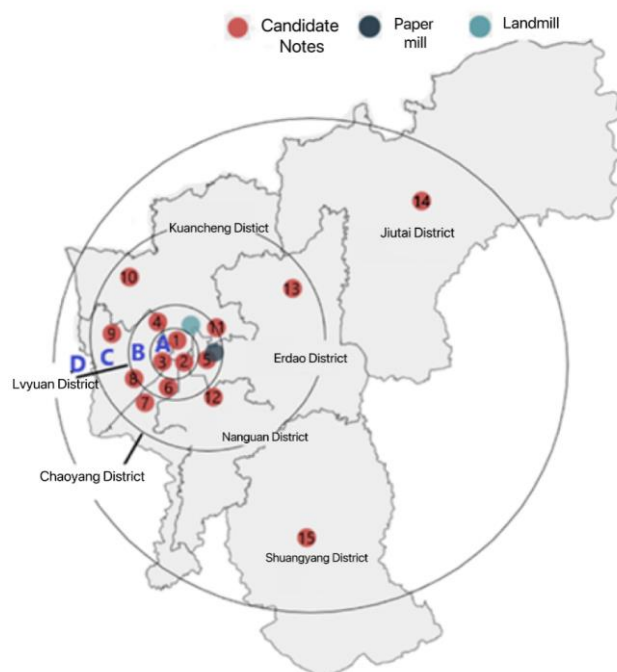 Candidate
Notes
Paper
mill
Landmill
14
Kuancheng Distict
Jiutai District
10
13
4
11
9
1
A
B
C
D
3
2
5
Erdao District
8
6
Lvyuan District
7
12
Nanguan District
Chaoyang District
15
Shuangyang District